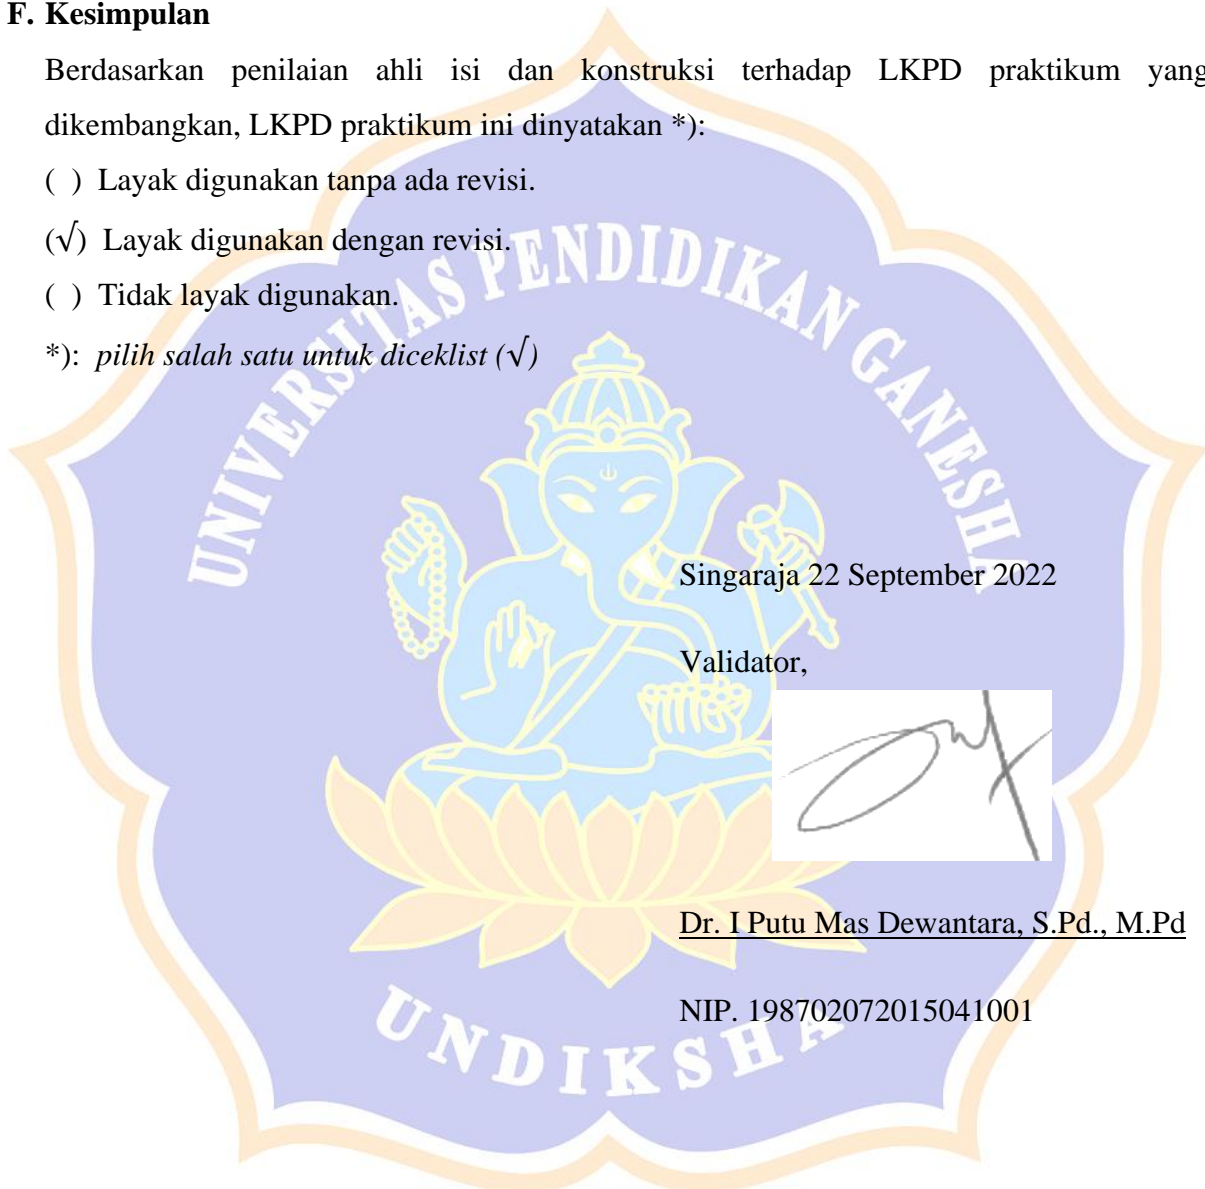 F. Kesimpulan
Berdasarkan penilaian ahli isi dan konstruksi terhadap LKPD praktikum yang
dikembangkan, LKPD praktikum ini dinyatakan *):
( ) Layak digunakan tanpa ada revisi.
(√) Layak digunakan dengan revisi.
( ) Tidak layak digunakan.
*): pilih salah satu untuk diceklist (√)
UNIVERSITAS PENDIDIKAN GANESHA
Singaraja 22 September 2022
Validator,
Dr. I Putu Mas Dewantara, S.Pd., M.Pd
NIP. 198702072015041001
UNDIKSHA